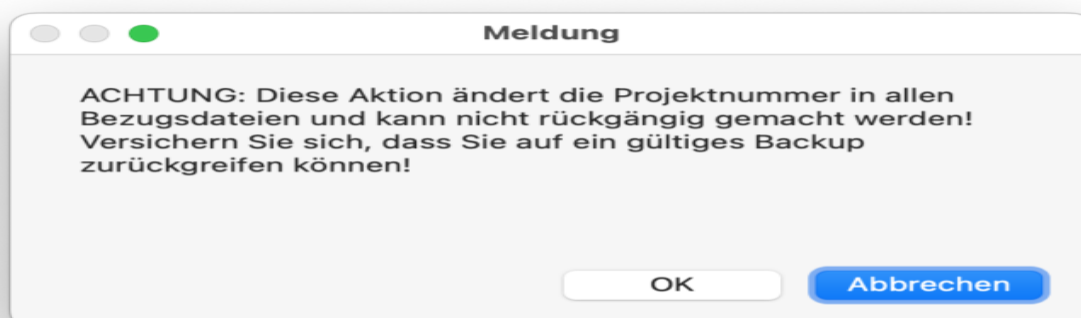 Meldung
ACHTUNG: Diese Aktion ändert die Projektnummer in allen
Bezugsdateien und kann nicht rückgängig gemacht werden!
Versichern Sie sich, dass Sie auf ein gültiges Backup
zurückgreifen können!
OK
Abbrechen